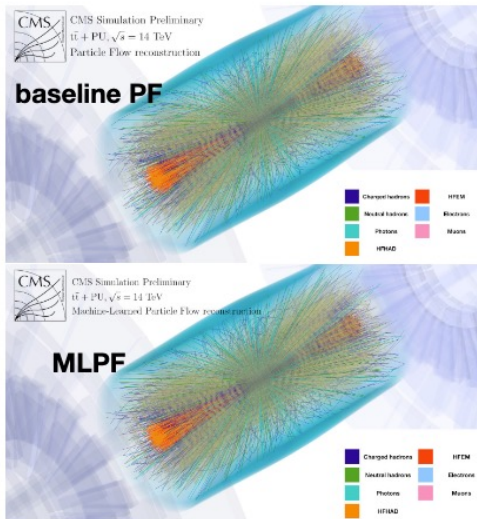 CMS
CMS Simulation Preliminary
tt̄ + PU, √s = 14 TeV
Particle Flow reconstruction
baseline PF
Charged hadrons HFEM
Neutral hadrons Electrons
Photons Muons
HFHAD
CMS
CMS Simulation Preliminary
tt̄ + PU, √s = 14 TeV
Machine-Learned Particle Flow reconstruction
MLPF
Charged hadrons HFEM
Neutral hadrons Electrons
Photons Muons
HFHAD